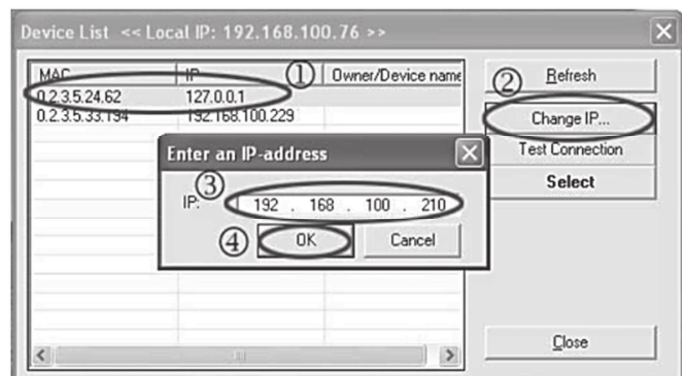 Device List << Local IP: 192.168.100.76 >>
MAC IP ① Owner/Device name
0.2.3.5.24.62 127.0.0.1
0.2.3.5.33.194 192.168.100.229
② Refresh
Change IP...
Test Connection
Select
Enter an IP-address
③
IP: 192 . 168 . 100 . 210
④ OK Cancel
Close